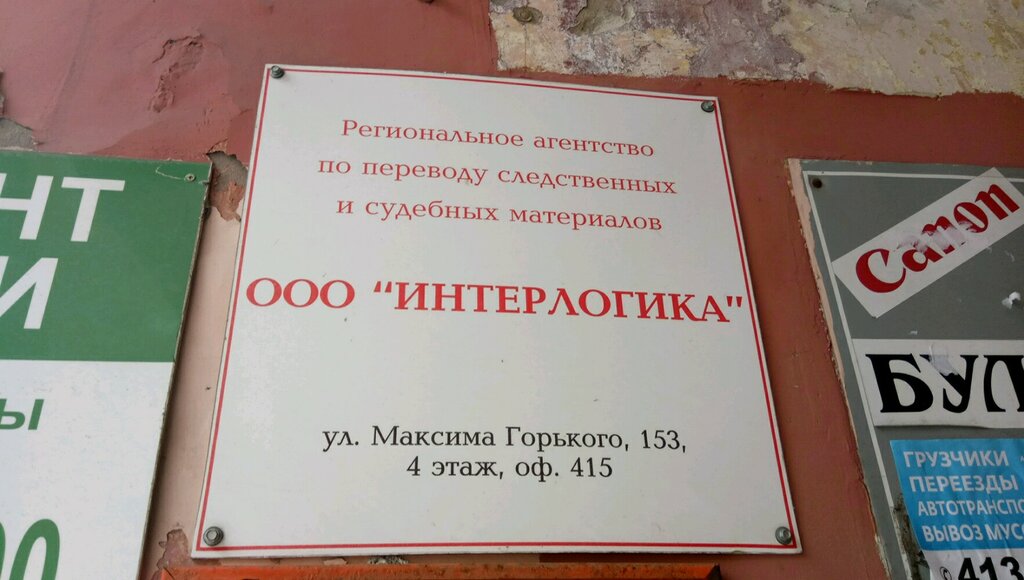 Региональное агентство
по переводу следственных
и судебных материалов
ООО "ИНТЕРЛОГИКА"
ул. Максима Горького, 153,
4 этаж, оф. 415
Canon
ГРУЗЧИКИ
ПЕРЕЕЗДЫ
413